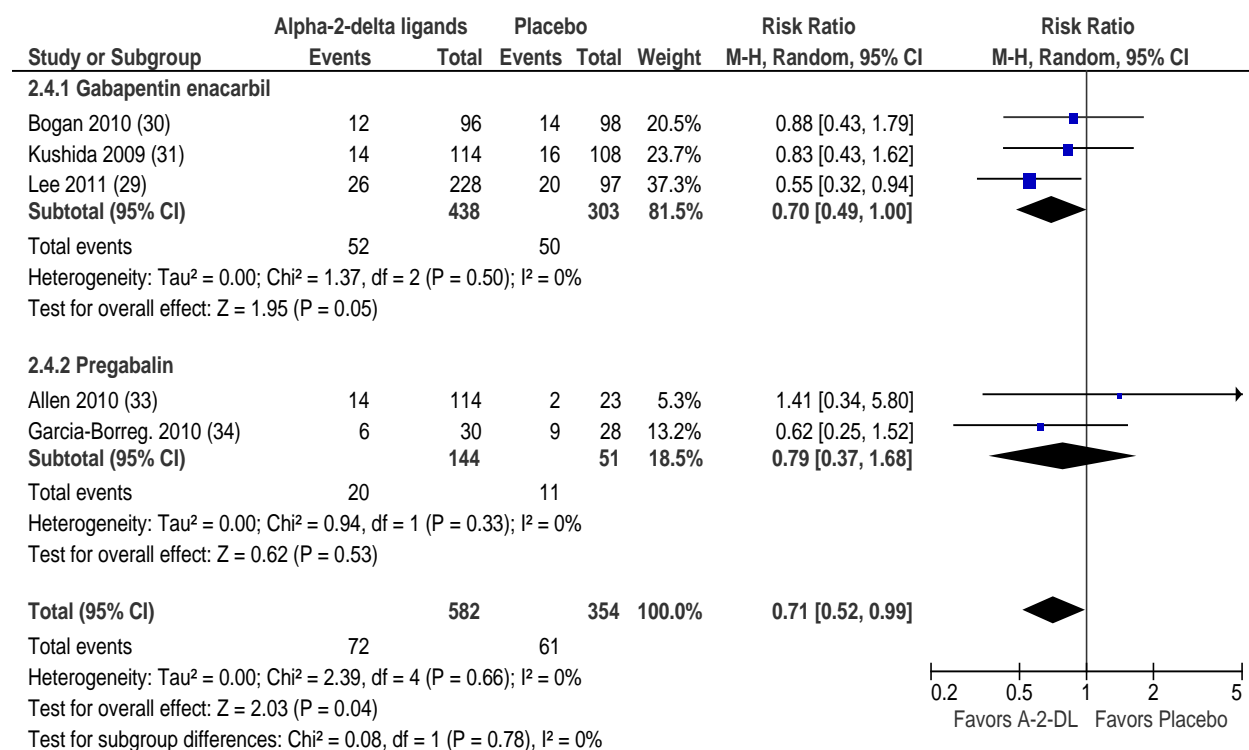 Alpha-2-delta ligands Placebo Risk Ratio Risk Ratio
Study or Subgroup Events Total Events Total Weight M-H, Random, 95% CI M-H, Random, 95% CI
2.4.1 Gabapentin enacarbil
Bogan 2010 (30) 12 96 14 98 20.5% 0.88 [0.43, 1.79]
Kushida 2009 (31) 14 114 16 108 23.7% 0.83 [0.43, 1.62]
Lee 2011 (29) 26 228 20 97 37.3% 0.55 [0.32, 0.94]
Subtotal (95% CI) 438 303 81.5% 0.70 [0.49, 1.00]
Total events 52 50
Heterogeneity: Tau² = 0.00; Chi² = 1.37, df = 2 (P = 0.50); I² = 0%
Test for overall effect: Z = 1.95 (P = 0.05)
2.4.2 Pregabalin
Allen 2010 (33) 14 114 2 23 5.3% 1.41 [0.34, 5.80]
Garcia-Borreg. 2010 (34) 6 30 9 28 13.2% 0.62 [0.25, 1.52]
Subtotal (95% CI) 144 51 18.5% 0.79 [0.37, 1.68]
Total events 20 11
Heterogeneity: Tau² = 0.00; Chi² = 0.94, df = 1 (P = 0.33); I² = 0%
Test for overall effect: Z = 0.62 (P = 0.53)
Total (95% CI) 582 354 100.0% 0.71 [0.52, 0.99]
Total events 72 61
Heterogeneity: Tau² = 0.00; Chi² = 2.39, df = 4 (P = 0.66); I² = 0%
Test for overall effect: Z = 2.03 (P = 0.04)
Test for subgroup differences: Chi² = 0.08, df = 1 (P = 0.78), I² = 0%
0.2 0.5 1 2 5
Favors A-2-DL Favors Placebo